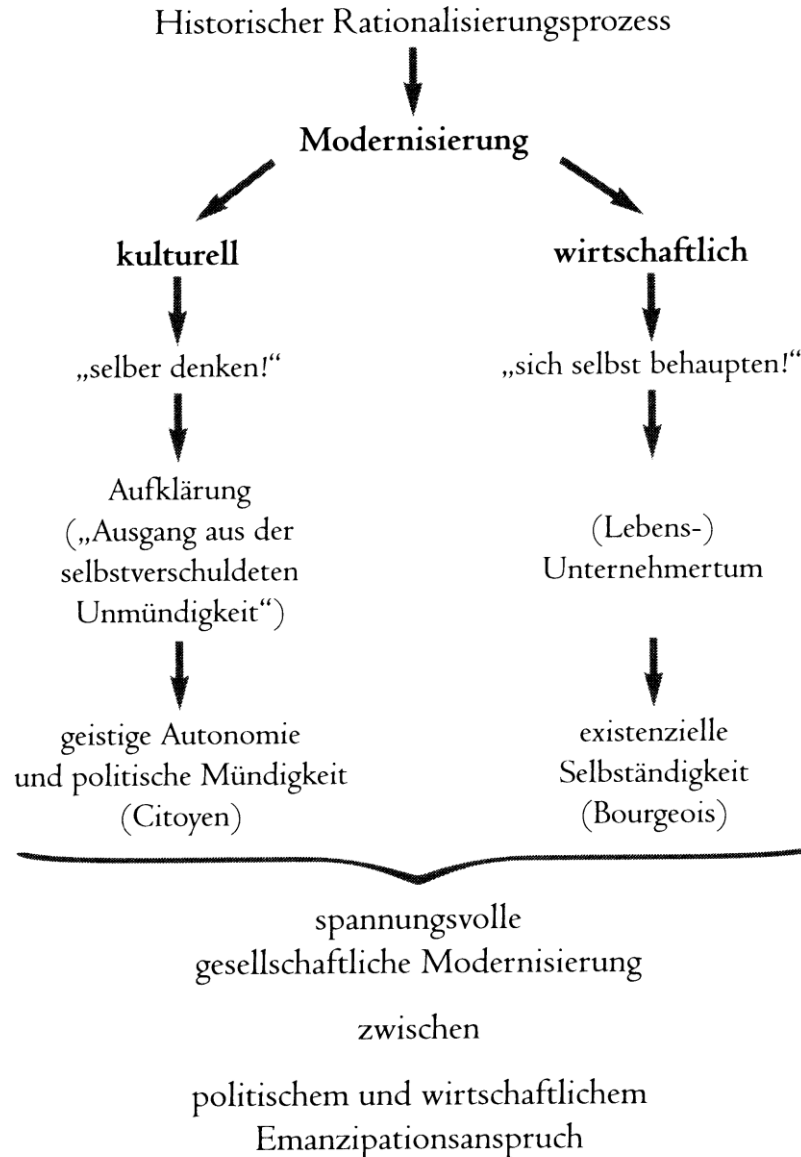 Historischer Rationalisierungsprozess
Modernisierung
kulturell
wirtschaftlich
„selber denken!“
„sich selbst behaupten!“
Aufklärung
(„Ausgang aus der
selbstverschuldeten
Unmündigkeit“)
(Lebens-)
Unternehmertum
geistige Autonomie
und politische Mündigkeit
(Citoyen)
existenzielle
Selbständigkeit
(Bourgeois)
spannungsvolle
gesellschaftliche Modernisierung
zwischen
politischem und wirtschaftlichem
Emanzipationsanspruch